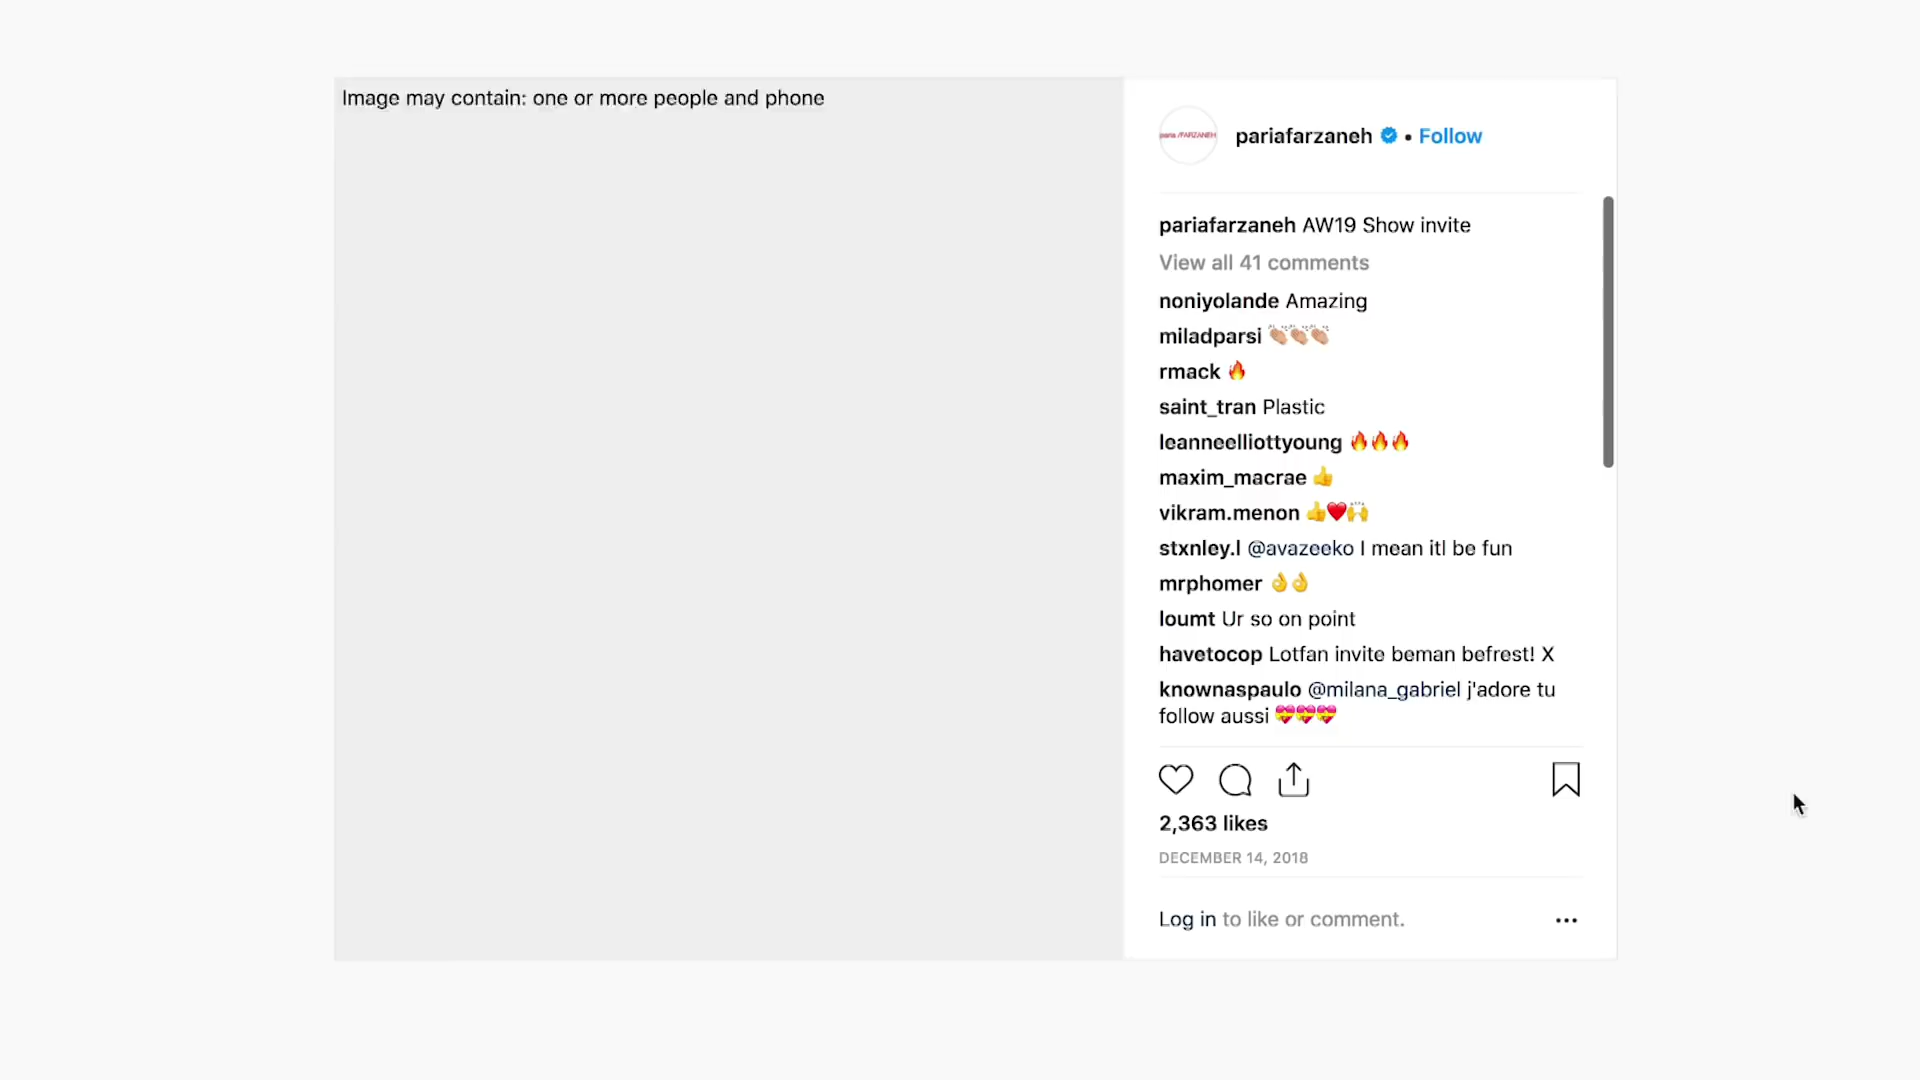 Image may contain: one or more people and phone
paria /FARZANEH
pariafarzaneh • Follow
pariafarzaneh AW19 Show invite
View all 41 comments
noniyolande Amazing
miladparsi 👏🏼👏🏼👏🏼
rmack 🔥
saint_tran Plastic
leanneelliottyoung 🔥🔥🔥
maxim_macrae 👍
vikram.menon 👍❤️🙌
stxnley.l @avazeeko I mean itl be fun
mrphomer 👌👌
loumt Ur so on point
havetocop Lotfan invite beman befrest! X
knownaspaulo @milana_gabriel j'adore tu
follow aussi 💝💝💝
2,363 likes
DECEMBER 14, 2018
Log in to like or comment.